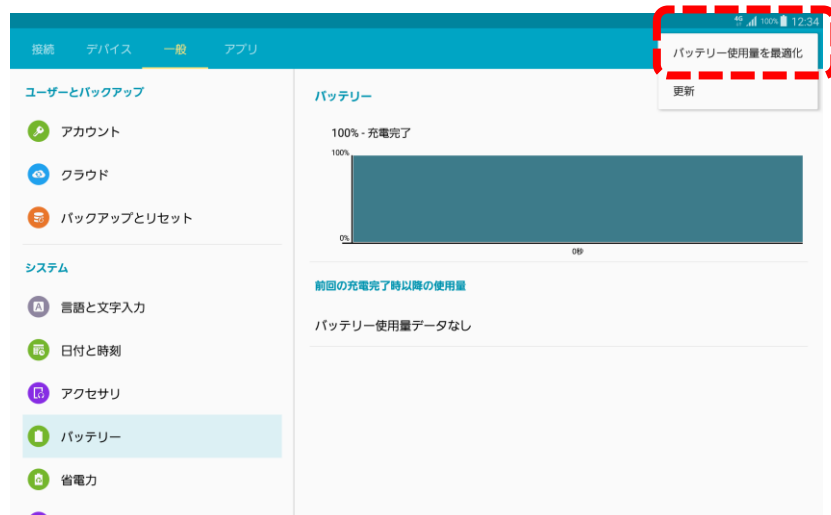 4G 100% 12:34
接続 デバイス 一般 アプリ
バッテリー使用量を最適化
更新
ユーザーとバックアップ
アカウント
クラウド
バックアップとリセット
システム
言語と文字入力
日付と時刻
アクセサリ
バッテリー
省電力
バッテリー
100% - 充電完了
100%
0%
0秒
前回の充電完了時以降の使用量
バッテリー使用量データなし